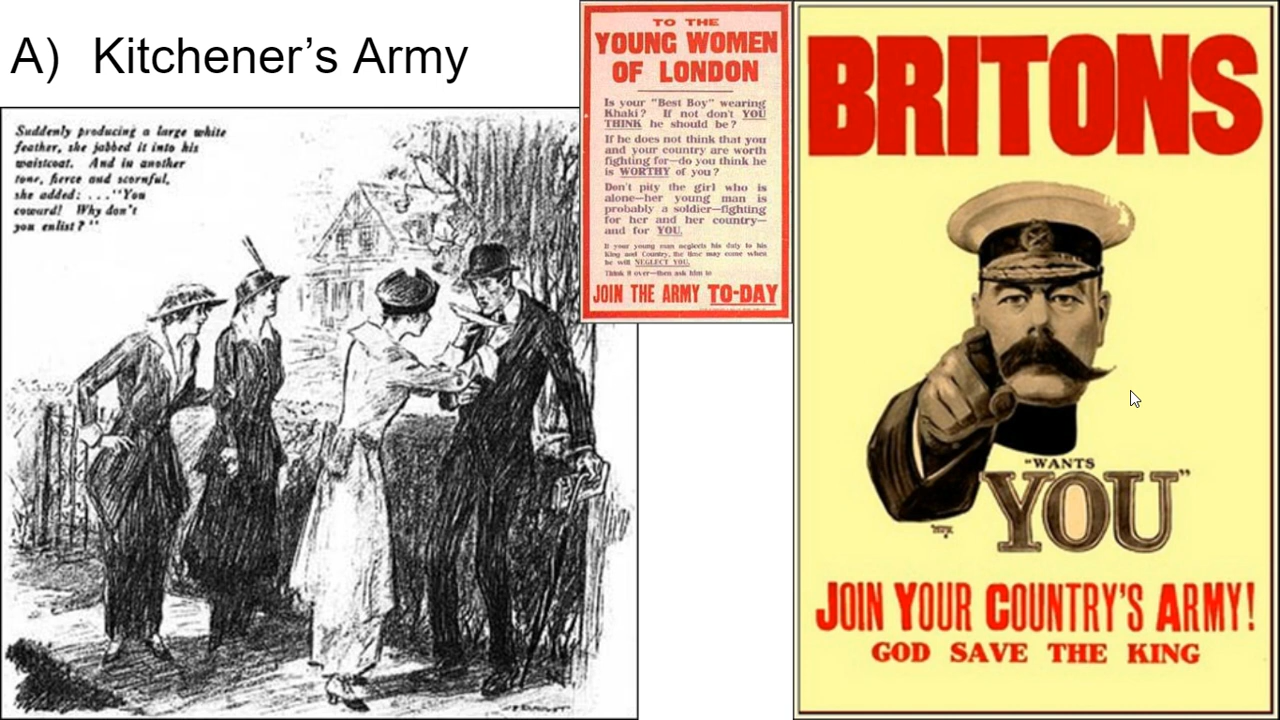 A) Kitchener’s Army
Suddenly producing a large white
feather, she jabbed it into his
waistcoat. And in another
tone, fierce and scornful,
she added: ..."You
coward! Why don't
you enlist?"
TO THE
YOUNG WOMEN
OF LONDON
Is your "Best Boy" wearing
Khaki? If not don't YOU
THINK he should be?
If he does not think that you
and your country are worth
fighting for—do you think he
is WORTHY of you?
Don't pity the girl who is
alone—her young man is
probably a soldier—fighting
for her and her country—
and for YOU.
If your young man neglects his duty to his
King and Country, the time may come when
he will NEGLECT YOU.
Think it over—then ask him to
JOIN THE ARMY TO-DAY
BRITONS
"WANTS
YOU"
JOIN YOUR COUNTRY'S ARMY!
GOD SAVE THE KING